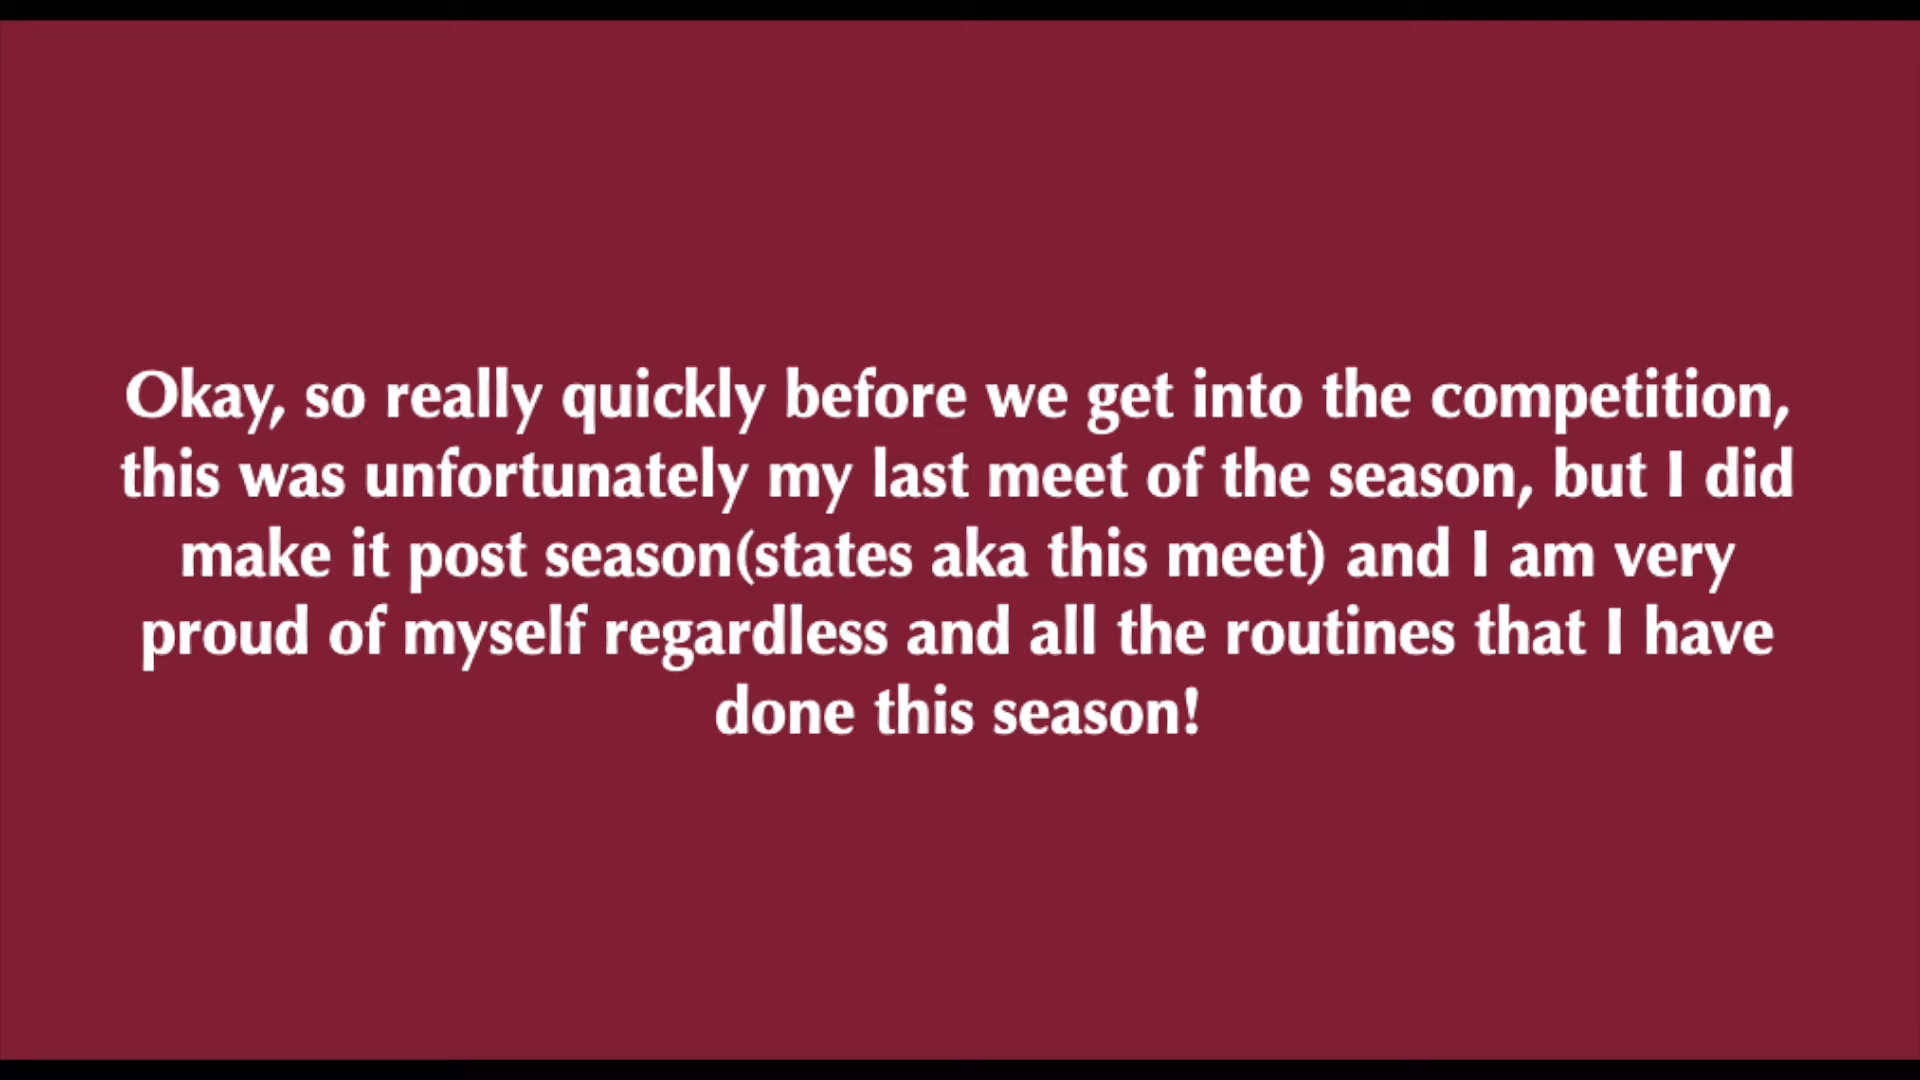 Okay, so really quickly before we get into the competition,
this was unfortunately my last meet of the season, but I did
make it post season(states aka this meet) and I am very
proud of myself regardless and all the routines that I have
done this season!